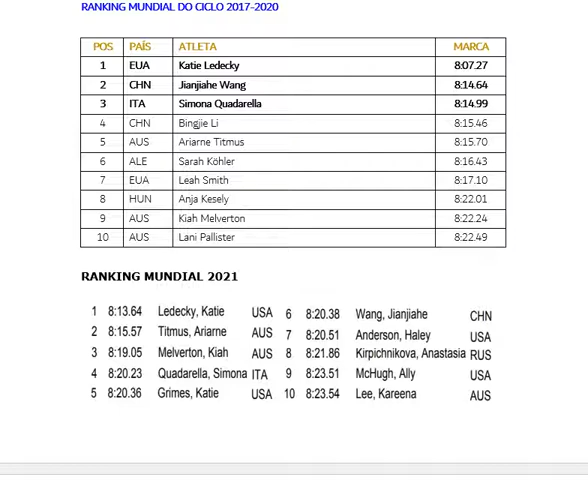 RANKING MUNDIAL DO CICLO 2017-2020
POS PAÍS ATLETA MARCA
1 EUA Katie Ledecky 8:07.27
2 CHN Jianjiahe Wang 8:14.64
3 ITA Simona Quadarella 8:14.99
4 CHN Bingjie Li 8:15.46
5 AUS Ariarne Titmus 8:15.70
6 ALE Sarah Köhler 8:16.43
7 EUA Leah Smith 8:17.10
8 HUN Anja Kesely 8:22.01
9 AUS Kiah Melverton 8:22.24
10 AUS Lani Pallister 8:22.49
RANKING MUNDIAL 2021
1 8:13.64 Ledecky, Katie USA 6 8:20.38 Wang, Jianjiahe CHN
2 8:15.57 Titmus, Ariarne AUS 7 8:20.51 Anderson, Haley USA
3 8:19.05 Melverton, Kiah AUS 8 8:21.86 Kirpichnikova, Anastasia RUS
4 8:20.23 Quadarella, Simona ITA 9 8:23.51 McHugh, Ally USA
5 8:20.36 Grimes, Katie USA 10 8:23.54 Lee, Kareena AUS